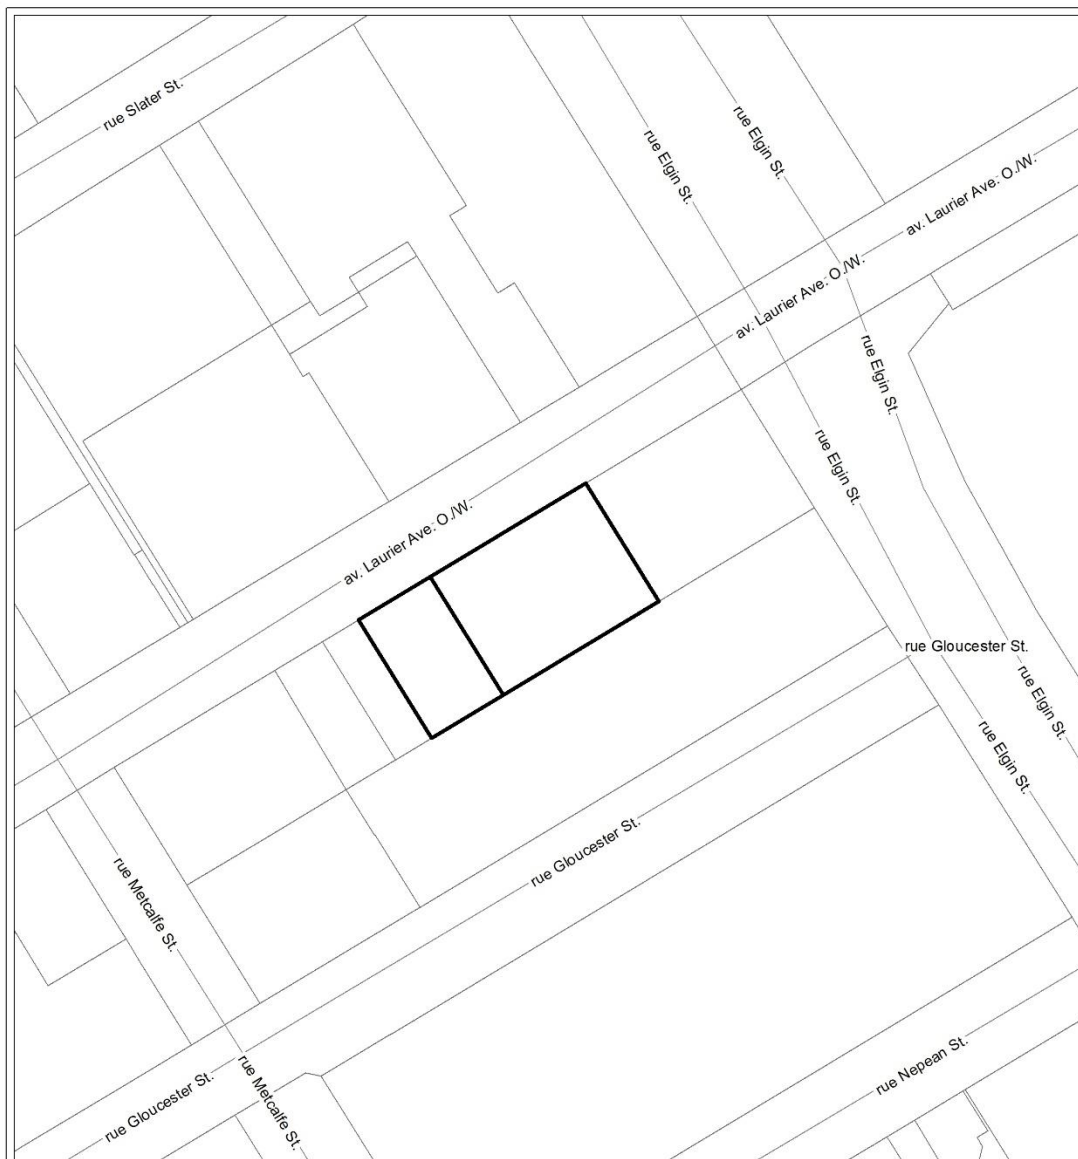 rue Slater St.
rue Elgin St.
rue Elgin St.
av. Laurier Ave. O./W.
av. Laurier Ave. O./W.
rue Elgin St.
rue Elgin St.
av. Laurier Ave. O./W.
rue Gloucester St.
rue Elgin St.
rue Elgin St.
rue Gloucester St.
rue Metcalfe St.
rue Nepean St.
rue Gloucester St.
rue Metcalfe St.